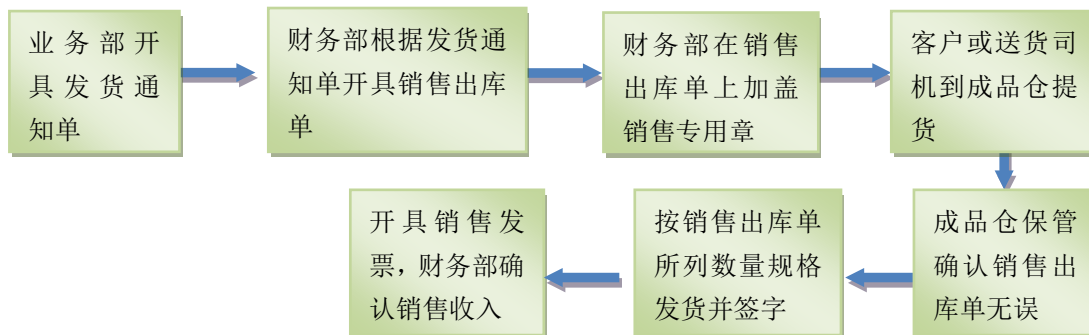 业务部开
具发货通
知单
财务部根据发货通
知单开具销售出库
单
财务部在销售
出库单上加盖
销售专用章
客户或送货司
机到成品仓提
货
成品仓保管
确认销售出
库单无误
按销售出库单
所列数量规格
发货并签字
开具销售发
票，财务部确
认销售收入